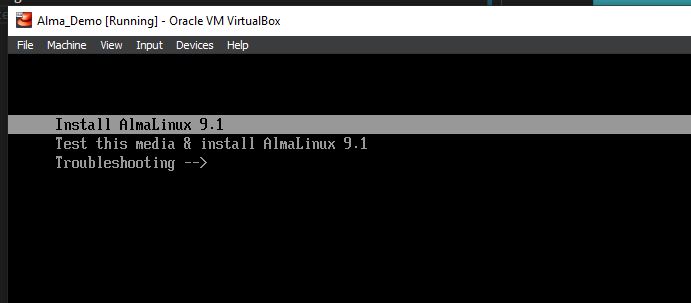 Alma_Demo [Running] - Oracle VM VirtualBox
File Machine View Input Devices Help
Install AlmaLinux 9.1
Test this media & install AlmaLinux 9.1
Troubleshooting -->